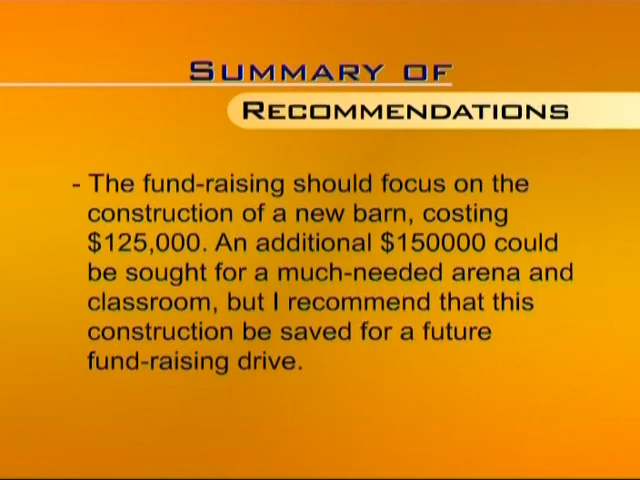 SUMMARY OF
RECOMMENDATIONS
- The fund-raising should focus on the
construction of a new barn, costing
$125,000. An additional $150000 could
be sought for a much-needed arena and
classroom, but I recommend that this
construction be saved for a future
fund-raising drive.